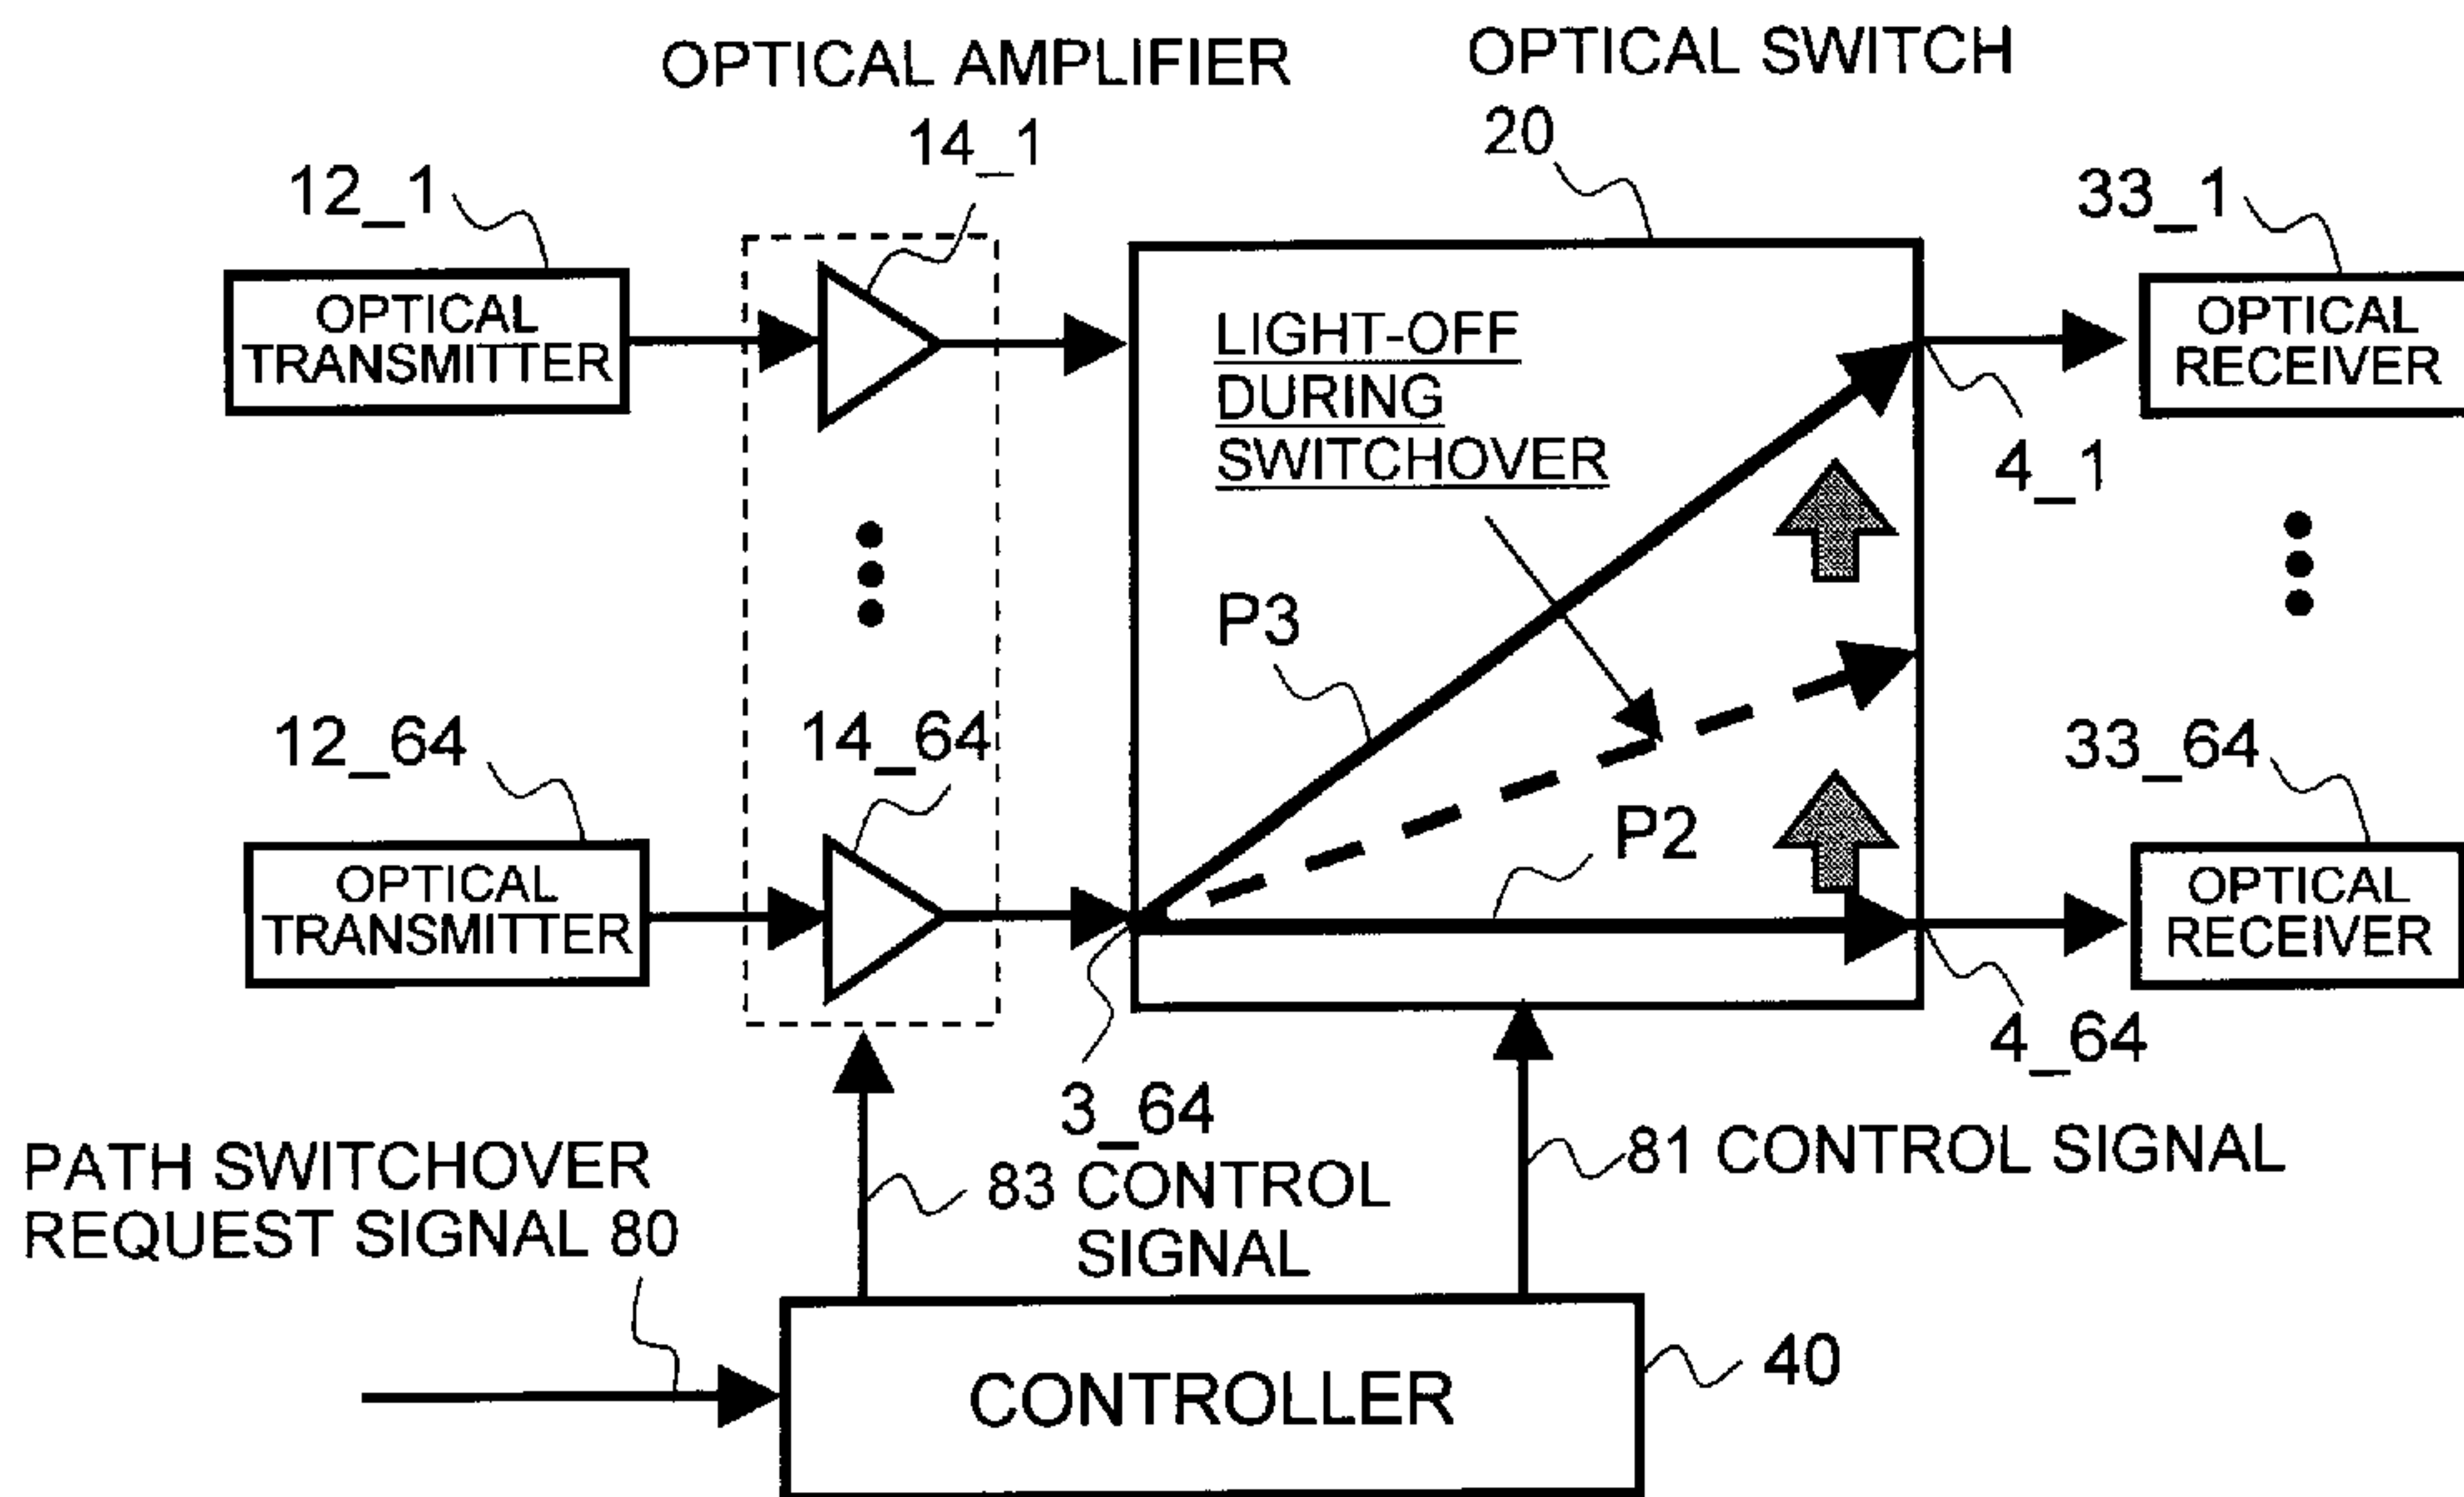 OPTICAL AMPLIFIER
OPTICAL SWITCH
14_1
20
12_1
33_1
OPTICAL
TRANSMITTER
LIGHT-OFF
DURING
SWITCHOVER
OPTICAL
RECEIVER
4_1
P3
12_64
14_64
33_64
P2
OPTICAL
TRANSMITTER
OPTICAL
RECEIVER
4_64
3_64
PATH SWITCHOVER
REQUEST SIGNAL 80
83 CONTROL
SIGNAL
81 CONTROL SIGNAL
CONTROLLER
40